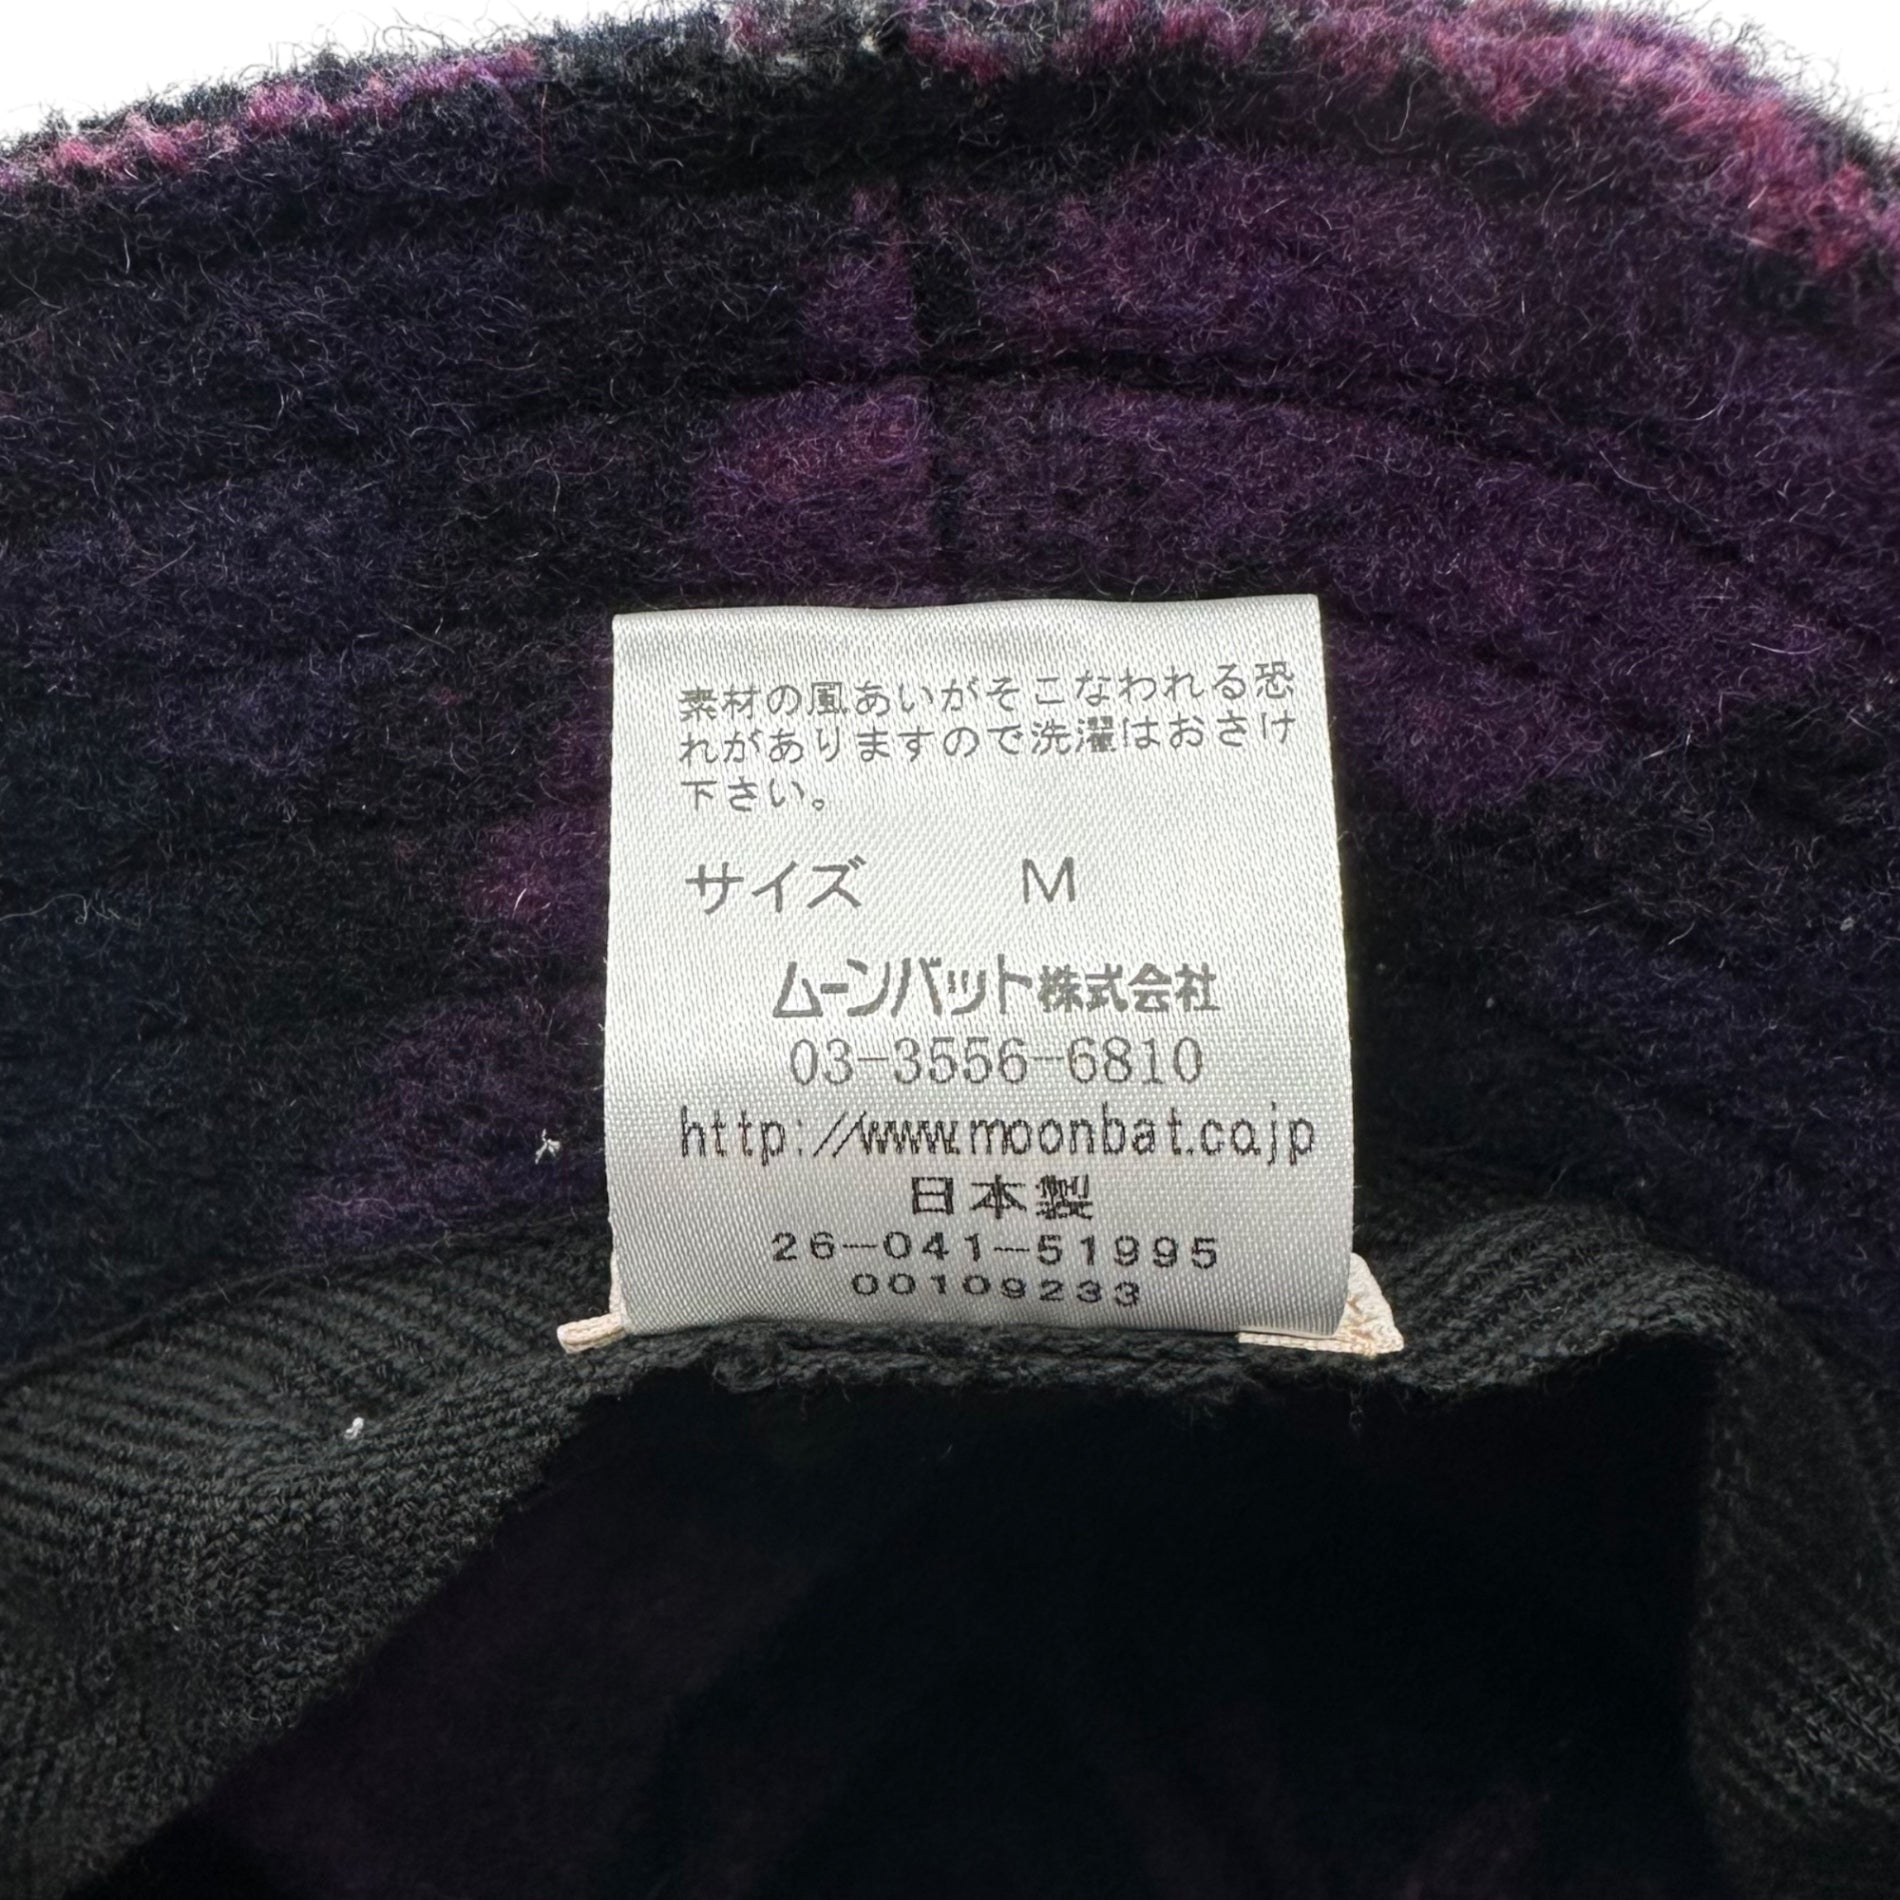 素材の風あいがそこなわれる恐
れがありますので洗濯はおさけ
下さい。
サイズ M
ムーンバット株式会社
03-3556-6810
http://www.moonbat.co.jp
日本製
26-041-51995
00109233